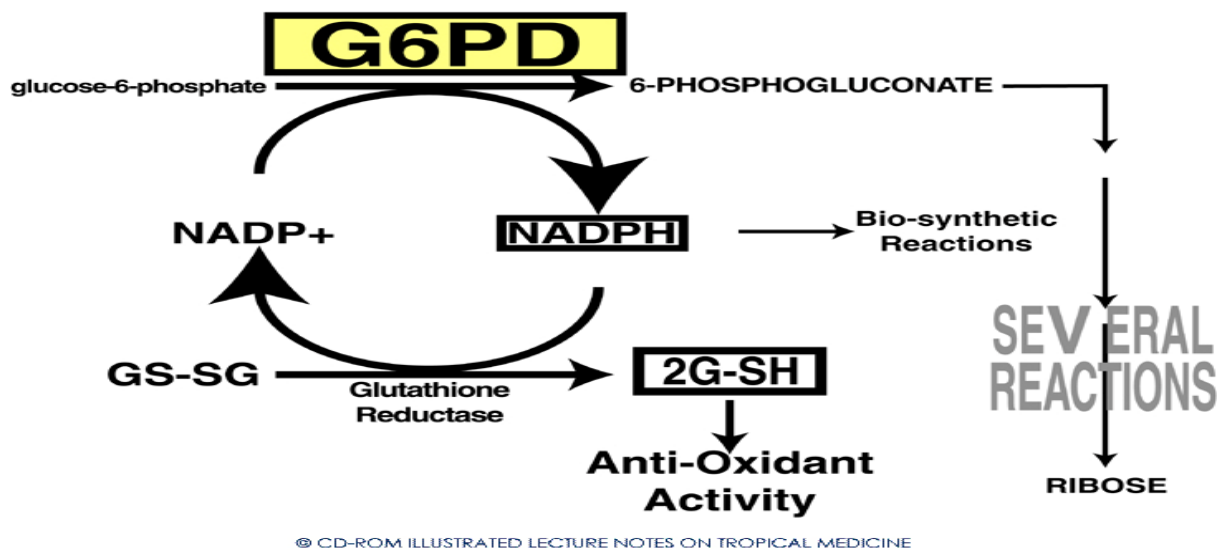 G6PD
glucose-6-phosphate
6-PHOSPHOGLUCONATE
NADP+
NADPH
Bio-synthetic
Reactions
SEVERAL
REACTIONS
GS-SG
Glutathione
Reductase
2G-SH
Anti-Oxidant
Activity
RIBOSE
@ CD-ROM ILLUSTRATED LECTURE NOTES ON TROPICAL MEDICINE